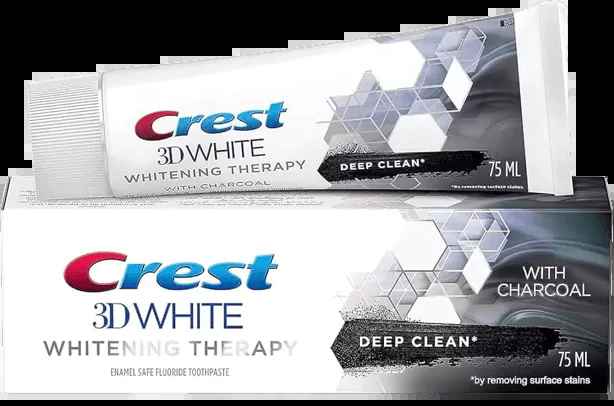 Crest
3D WHITE
WHITENING THERAPY
WITH CHARCOAL
DEEP CLEAN*
75 ML
*By removing surface stains
Crest
3D WHITE
WHITENING THERAPY
ENAMEL SAFE FLUORIDE TOOTHPASTE
WITH
CHARCOAL
DEEP CLEAN*
75 ML
*by removing surface stains